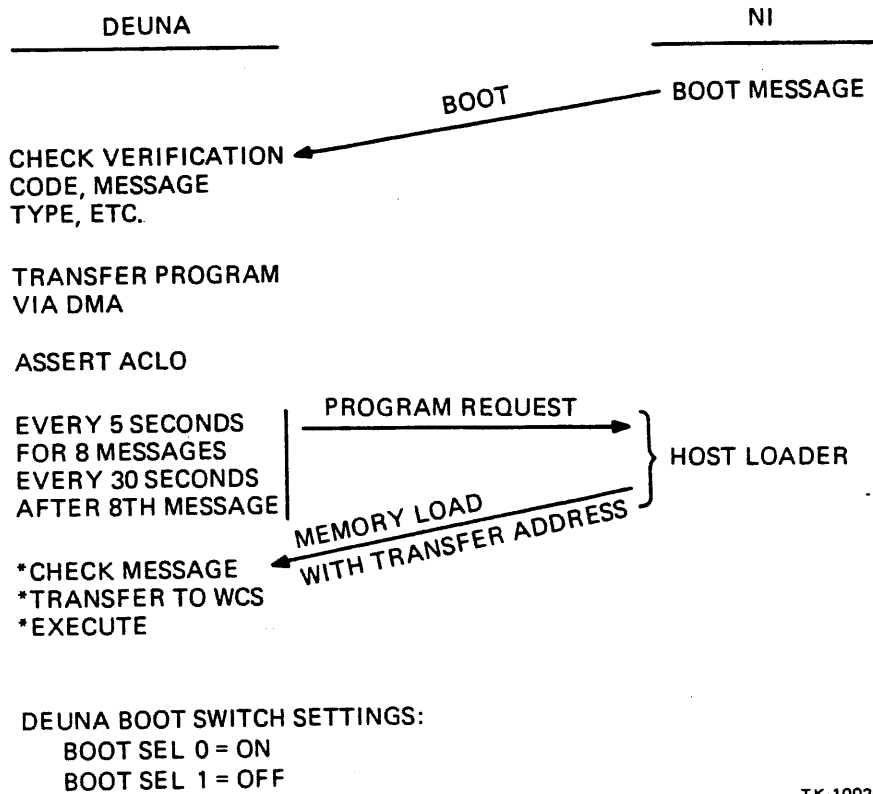 DEUNA
NI
BOOT
BOOT MESSAGE
CHECK VERIFICATION
CODE, MESSAGE
TYPE, ETC.
TRANSFER PROGRAM
VIA DMA
ASSERT ACLO
EVERY 5 SECONDS
FOR 8 MESSAGES
EVERY 30 SECONDS
AFTER 8TH MESSAGE
PROGRAM REQUEST
HOST LOADER
MEMORY LOAD
WITH TRANSFER ADDRESS
*CHECK MESSAGE
*TRANSFER TO WCS
*EXECUTE
DEUNA BOOT SWITCH SETTINGS:
BOOT SEL 0 = ON
BOOT SEL 1 = OFF